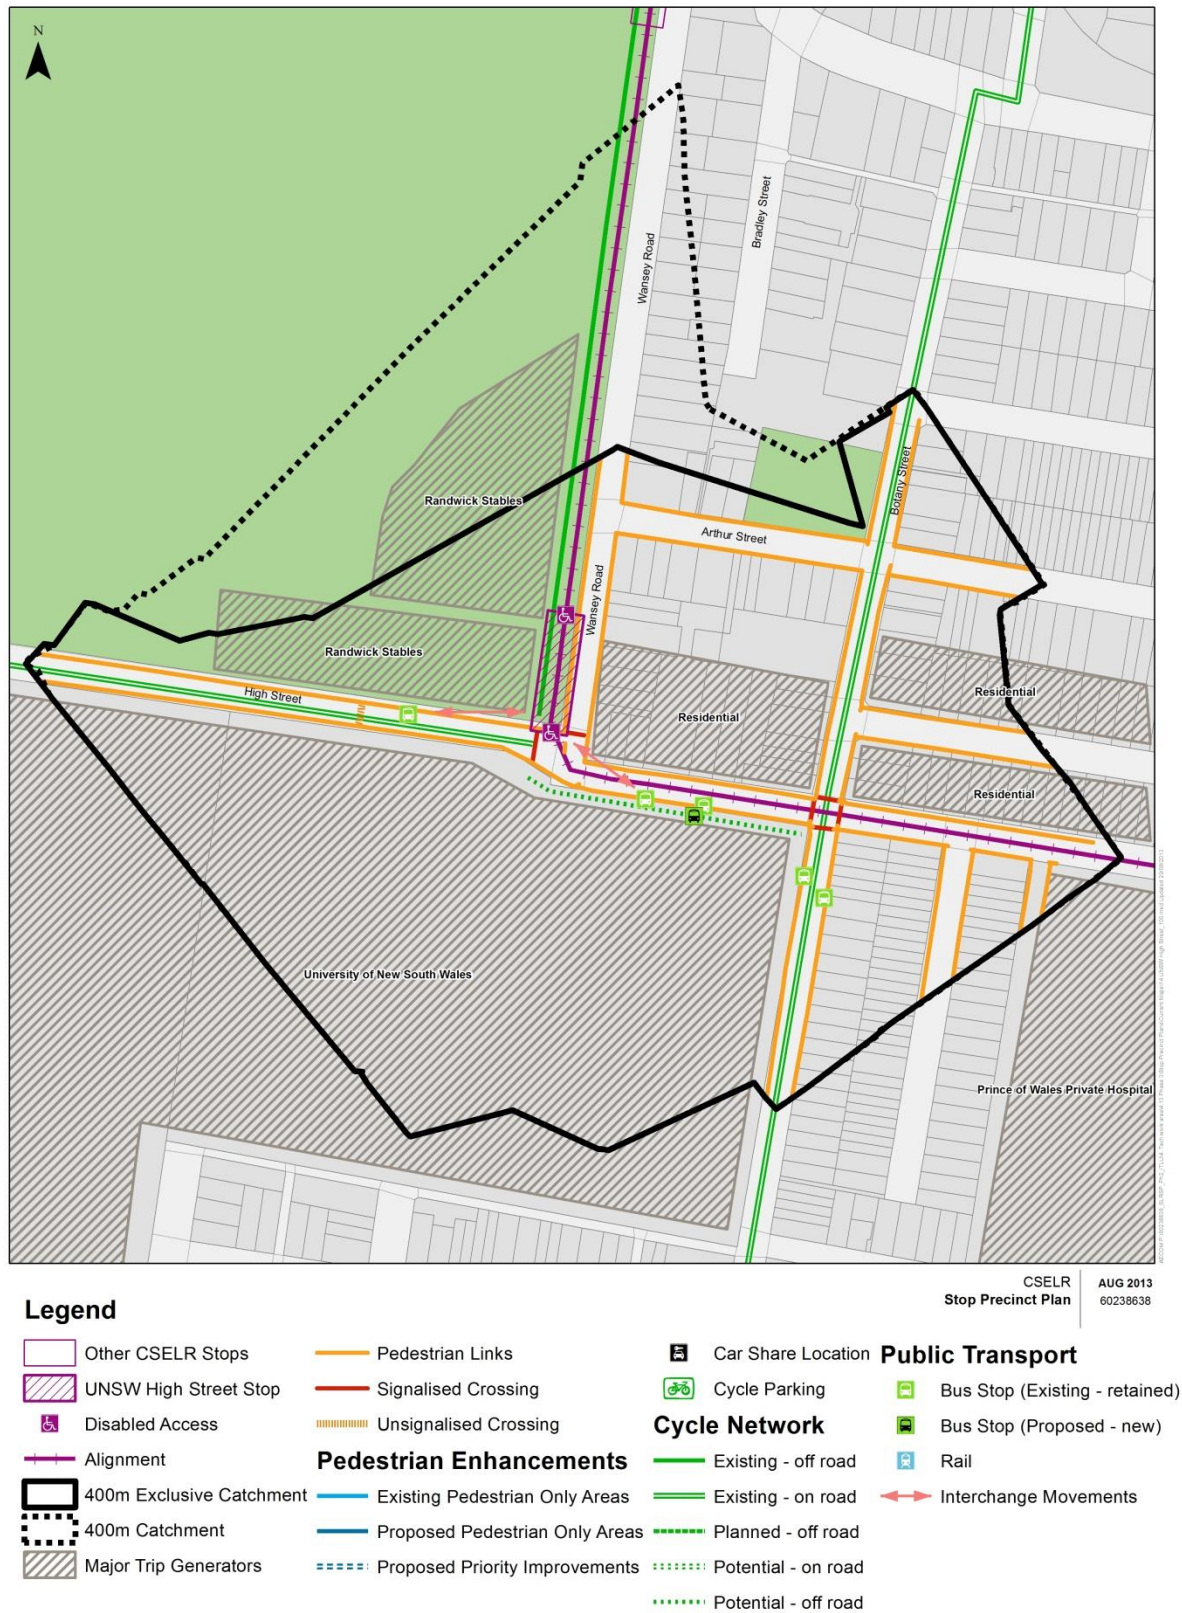 N
Wansey Road
Bradley Street
Botany Street
Randwick Stables
Arthur Street
Wansey Road
Randwick Stables
High Street
Residential
Residential
Residential
University of New South Wales
Prince of Wales Private Hospital
CSELR
Stop Precinct Plan
AUG 2013
60238638
Legend
Other CSELR Stops
UNSW High Street Stop
Disabled Access
Alignment
400m Exclusive Catchment
400m Catchment
Major Trip Generators
Pedestrian Links
Signalised Crossing
Unsignalised Crossing
Pedestrian Enhancements
Existing Pedestrian Only Areas
Proposed Pedestrian Only Areas
Proposed Priority Improvements
Car Share Location
Cycle Parking
Cycle Network
Existing - off road
Existing - on road
Planned - off road
Potential - on road
Potential - off road
Public Transport
Bus Stop (Existing - retained)
Bus Stop (Proposed - new)
Rail
Interchange Movements